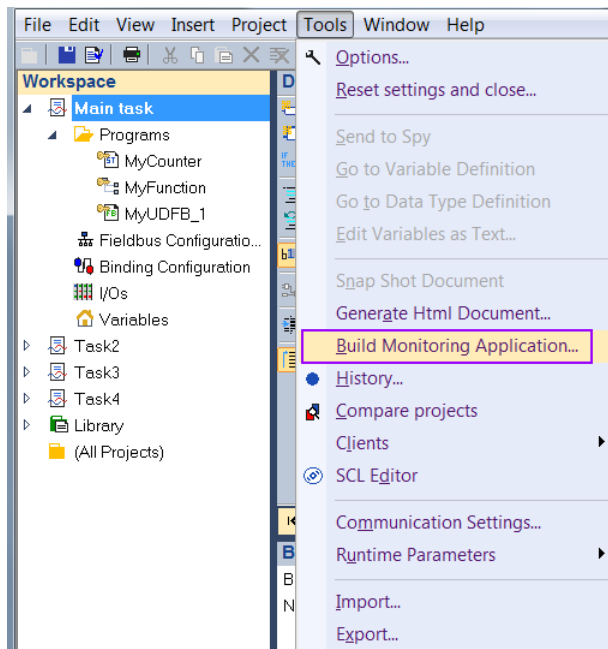 File Edit View Insert Project Tools Window Help
Workspace
Main task
Programs
MyCounter
MyFunction
MyUDFB_1
Fieldbus Configuratio...
Binding Configuration
I/Os
Variables
Task2
Task3
Task4
Library
(All Projects)
D
IF
THEN
B
B
N
Options...
Reset settings and close...
Send to Spy
Go to Variable Definition
Go to Data Type Definition
Edit Variables as Text...
Snap Shot Document
Generate Html Document...
Build Monitoring Application...
History...
Compare projects
Clients
SCL Editor
Communication Settings...
Runtime Parameters
Import...
Export...